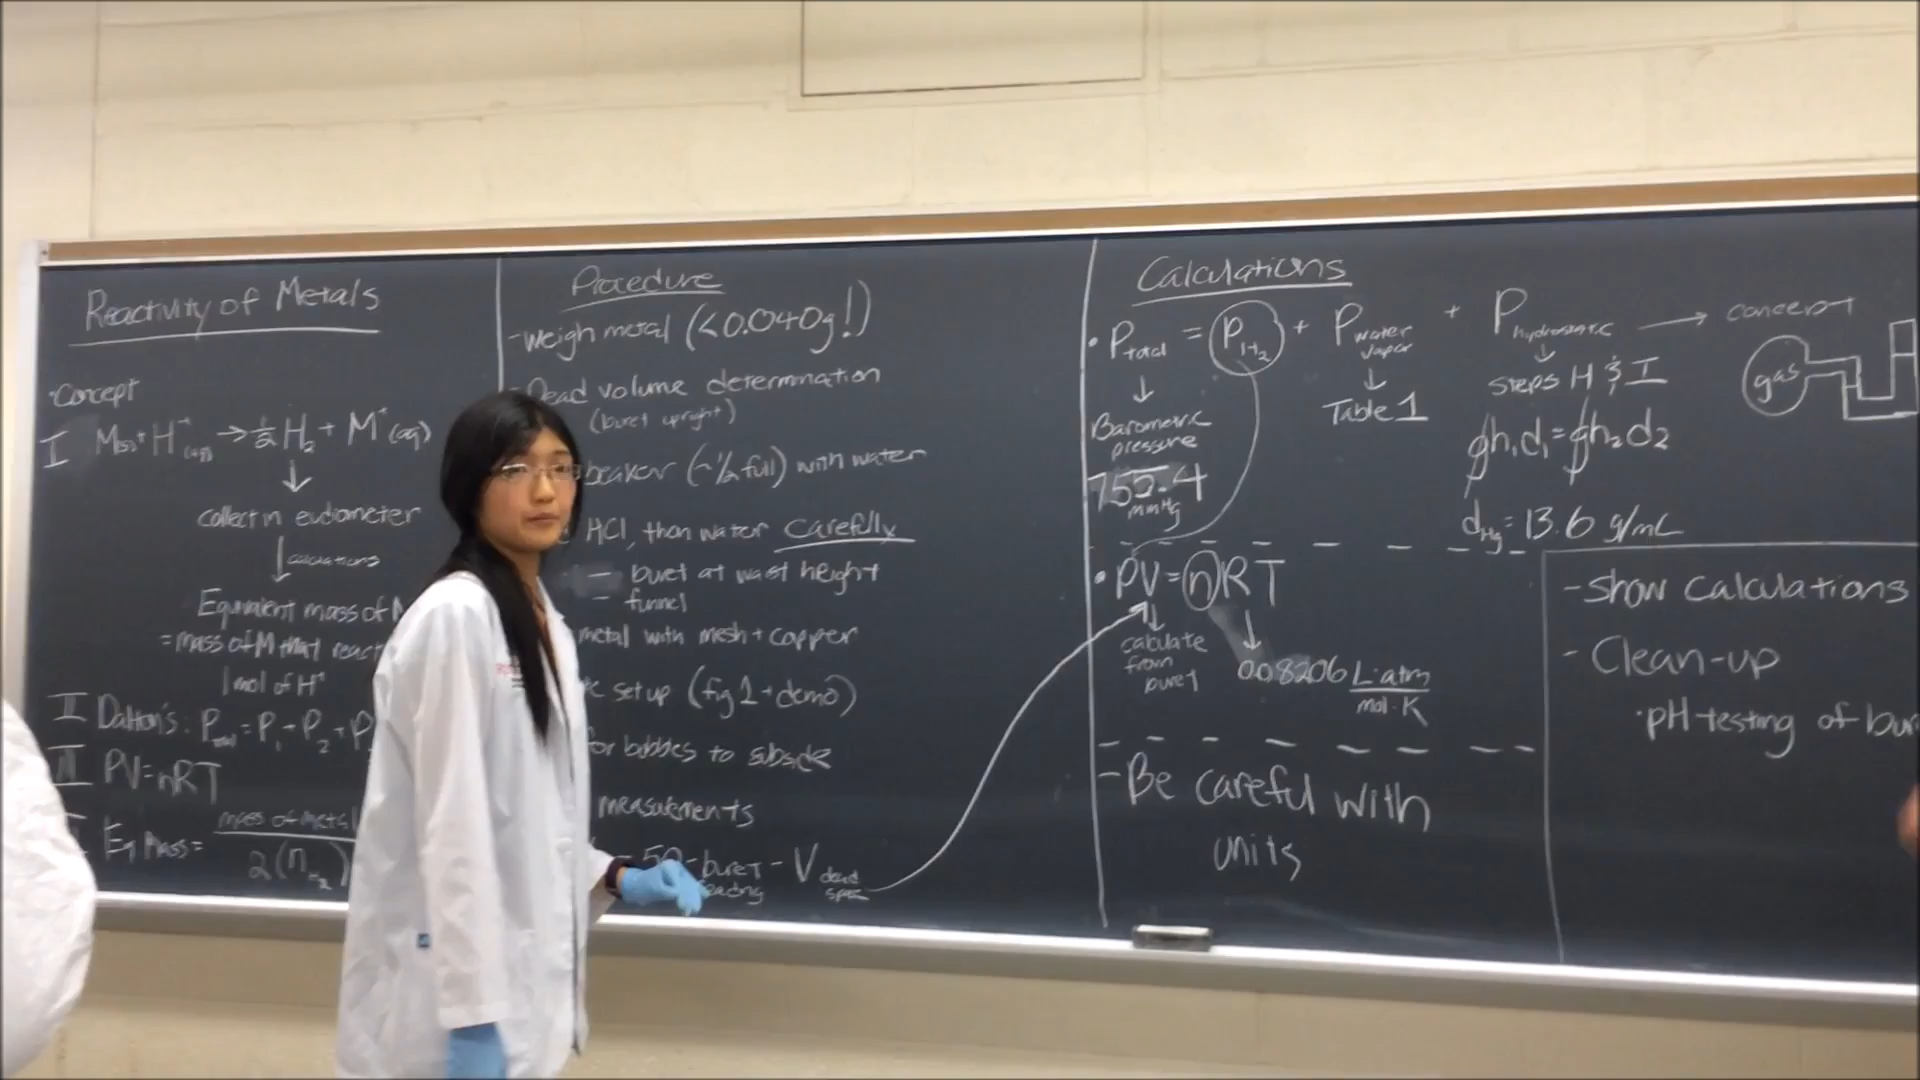 Reactivity of Metals
•Concept
I M(s) + H⁺(aq) → ½ H₂ + M⁺(aq)
↓
collect in eudiometer
↓ calculations
Equivalent mass of M
= mass of M that react
1 mol of H⁺
II Dalton's: Ptotal = P₁ + P₂ + P
III PV=nRT
Eq Mass = mass of metal / 2(nH₂)
Procedure
-weigh metal (<0.040g!)
- Dead volume determination
(buret upright)
beaker (~½ full) with water
HCl, then water carefully
— buret at waist height
— funnel
metal with mesh + copper
set up (fig 1 + demo)
for bubbles to subside
measurements
50 - buret reading - Vdead space
Calculations
• Ptotal = PH₂ + Pwater vapor + Phydrostatic → concept
↓ Barometric pressure
755.4 mmHg
↓ Table 1
↓ steps H & I
gas
gh₁d₁ = gh₂d₂
dHg = 13.6 g/mL
• PV=nRT
↓ calculate from part 1
↓ 0.08206 L·atm / mol·K
- Be careful with
units
-show calculations
- Clean-up
•pH testing of